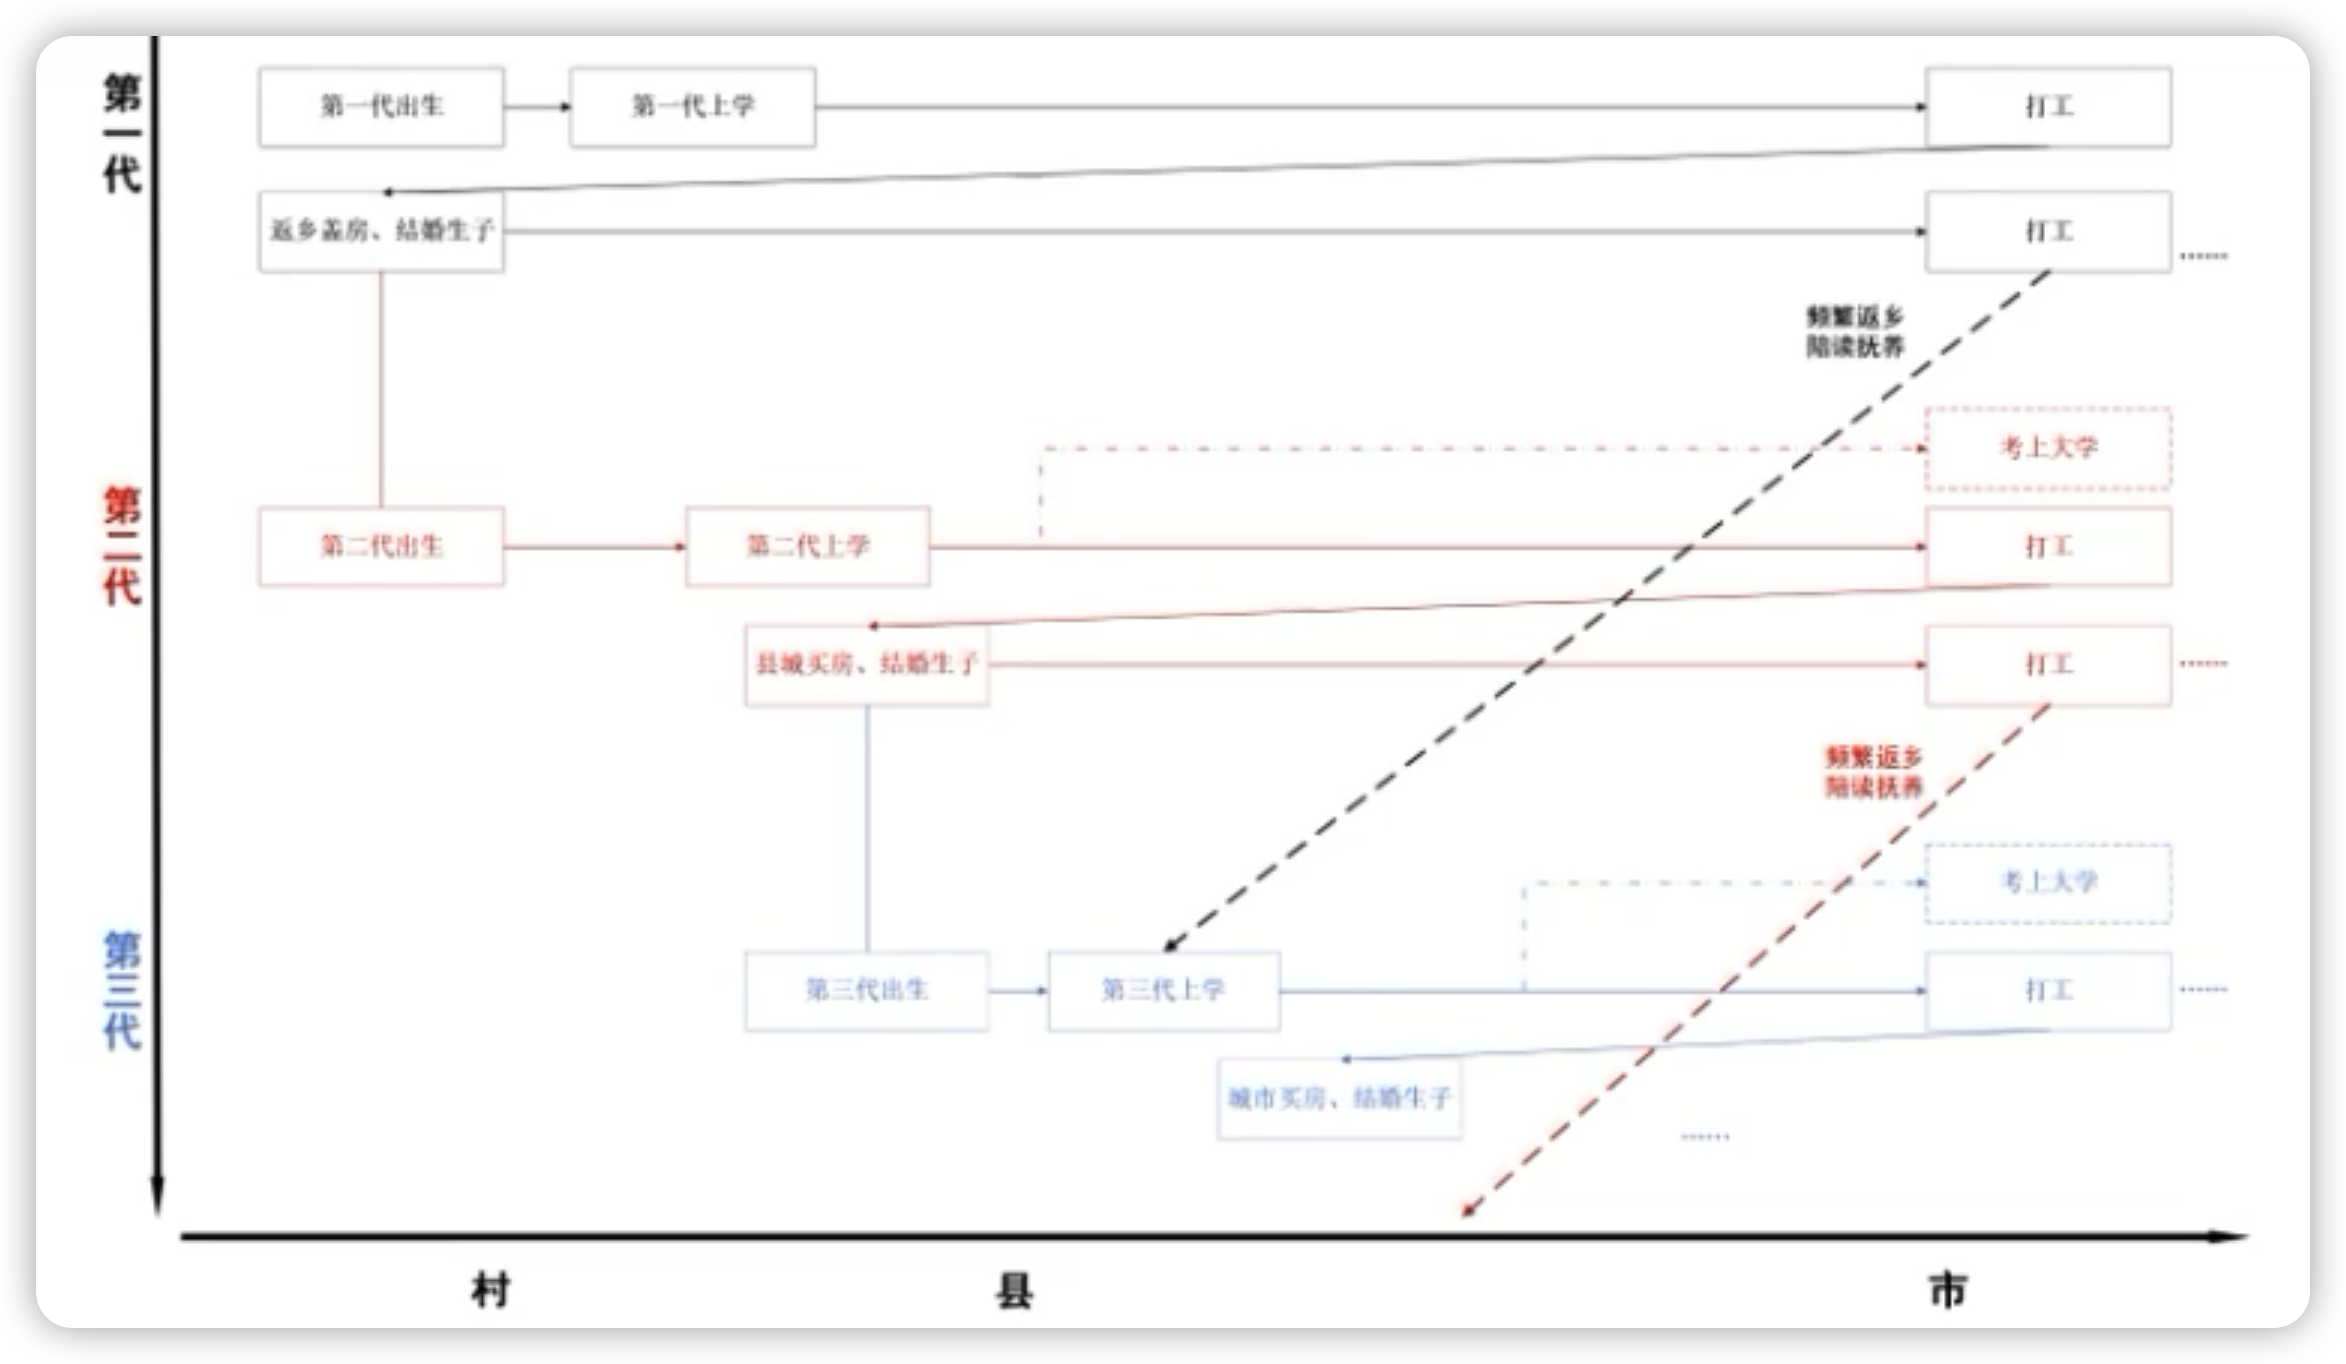 第一代
第一代出生
第一代上学
打工
返乡盖房、结婚生子
打工
......
频繁返乡
陪读抚养
考上大学
第二代
第二代出生
第二代上学
打工
县城买房、结婚生子
打工
......
频繁返乡
陪读抚养
考上大学
第三代
第三代出生
第三代上学
打工
......
城市买房、结婚生子
......
村
县
市